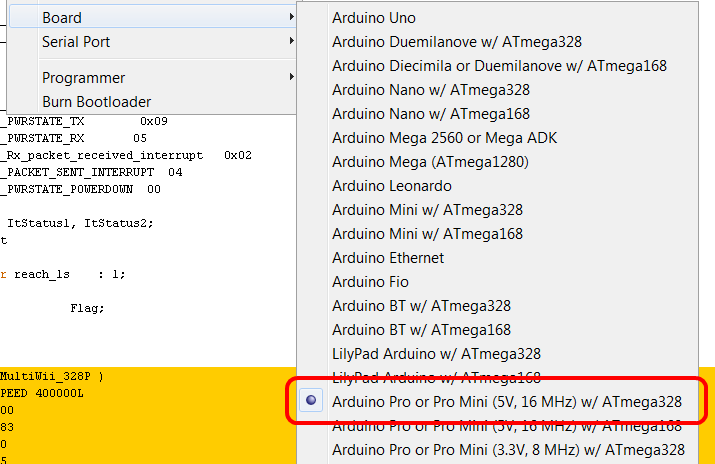 Board
Serial Port
Programmer
Burn Bootloader
Arduino Uno
Arduino Duemilanove w/ ATmega328
Arduino Diecimila or Duemilanove w/ ATmega168
Arduino Nano w/ ATmega328
Arduino Nano w/ ATmega168
Arduino Mega 2560 or Mega ADK
Arduino Mega (ATmega1280)
Arduino Leonardo
Arduino Mini w/ ATmega328
Arduino Mini w/ ATmega168
Arduino Ethernet
Arduino Fio
Arduino BT w/ ATmega328
Arduino BT w/ ATmega168
LilyPad Arduino w/ ATmega328
LilyPad Arduino w/ ATmega168
Arduino Pro or Pro Mini (5V, 16 MHz) w/ ATmega328
Arduino Pro or Pro Mini (5V, 16 MHz) w/ ATmega168
Arduino Pro or Pro Mini (3.3V, 8 MHz) w/ ATmega328
_PWRSTATE_TX 0x09
_PWRSTATE_RX 05
_Rx_packet_received_interrupt 0x02
_PACKET_SENT_INTERRUPT 04
_PWRSTATE_POWERDOWN 00
ItStatus1, ItStatus2;
t
r reach_1s : 1;
Flag;
MultiWii_328P )
PEED 400000L
00
83
0
5